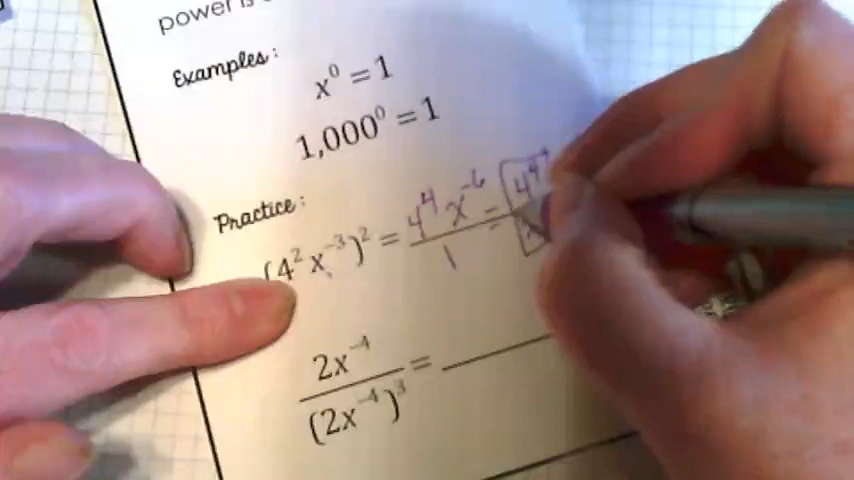 power is
Examples:
x⁰ = 1
1,000⁰ = 1
Practice:
(4²x⁻³)² = 4⁴x⁻⁶/1 = 4⁴
2x⁻⁴/(2x⁻⁴)³ =